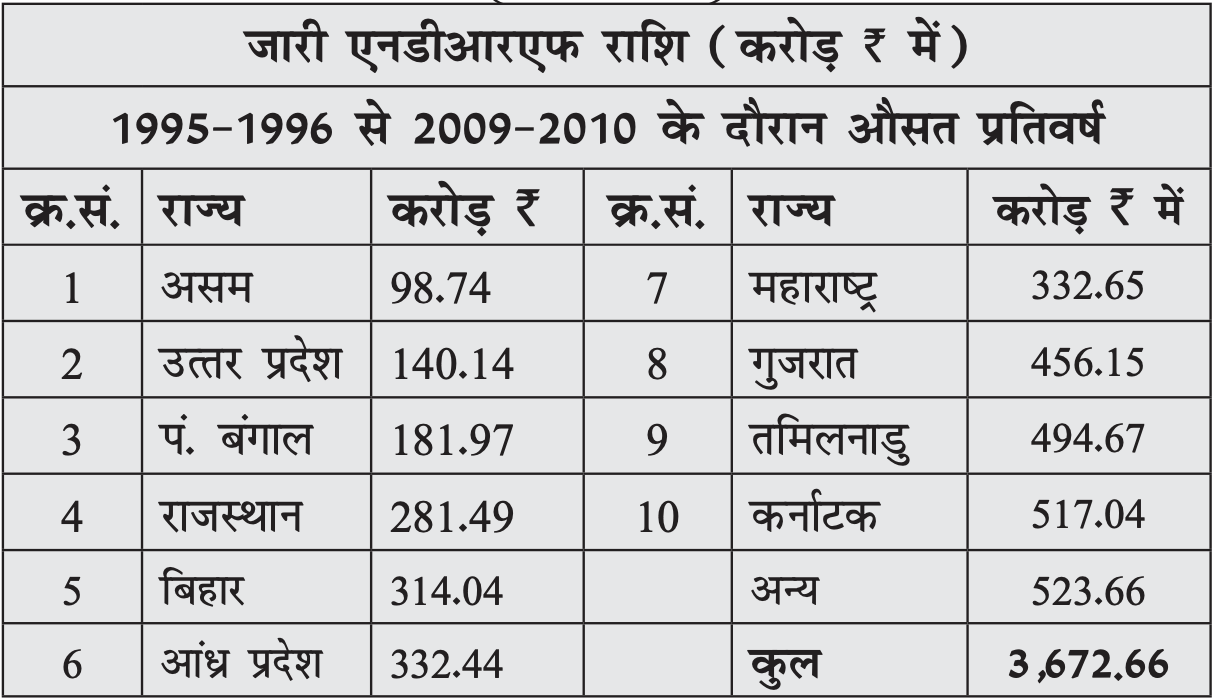 जारी एनडीआरएफ राशि (करोड़ ₹ में)
1995-1996 से 2009-2010 के दौरान औसत प्रतिवर्ष
क्र.सं. राज्य करोड़ ₹ क्र.सं. राज्य करोड़ ₹ में
1 असम 98.74 7 महाराष्ट्र 332.65
2 उत्तर प्रदेश 140.14 8 गुजरात 456.15
3 पं. बंगाल 181.97 9 तमिलनाडु 494.67
4 राजस्थान 281.49 10 कर्नाटक 517.04
5 बिहार 314.04 अन्य 523.66
6 आंध्र प्रदेश 332.44 कुल 3,672.66